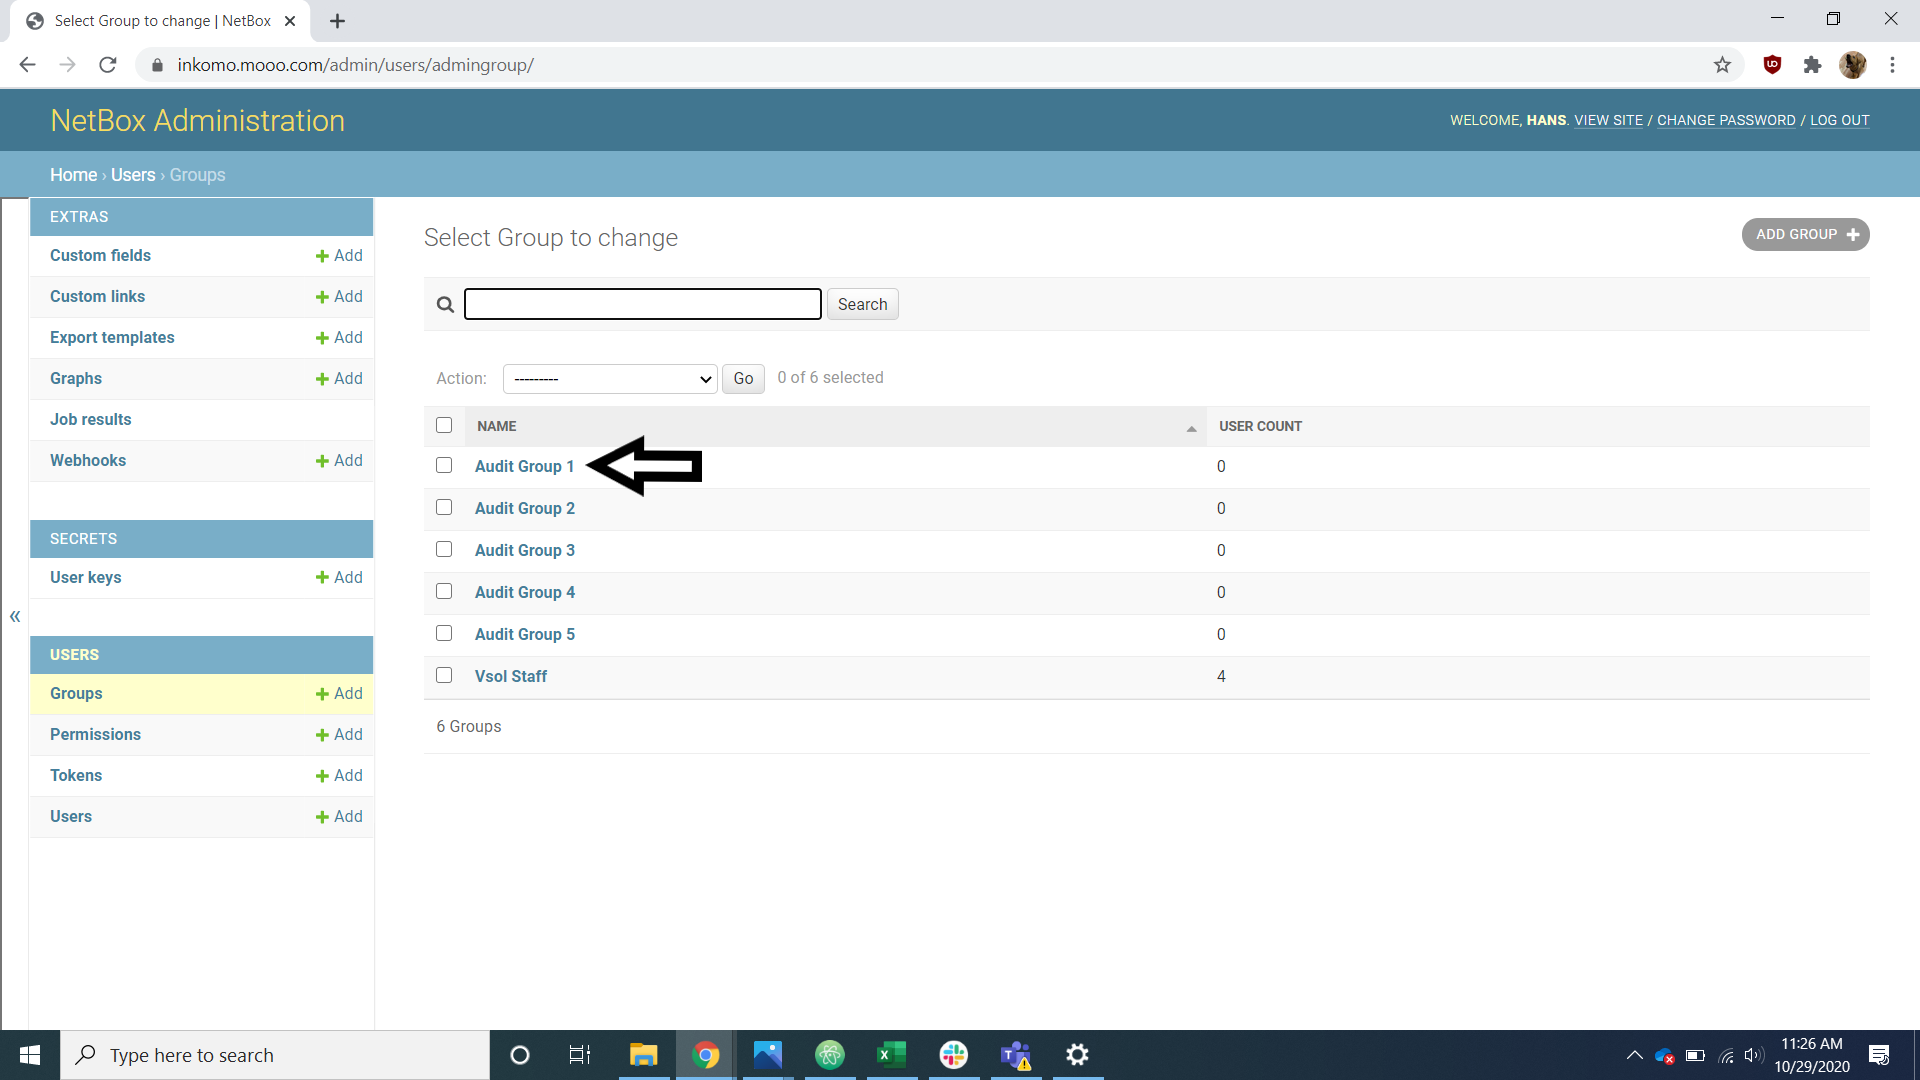 Select Group to change | NetBox
inkomo.mooo.com/admin/users/admingroup/
NetBox Administration
WELCOME, HANS. VIEW SITE / CHANGE PASSWORD / LOG OUT
Home › Users › Groups
EXTRAS
Custom fields Add
Custom links Add
Export templates Add
Graphs Add
Job results
Webhooks Add
SECRETS
User keys Add
«
USERS
Groups Add
Permissions Add
Tokens Add
Users Add
Select Group to change
ADD GROUP
Search
Action: --------- Go 0 of 6 selected
NAME USER COUNT
Audit Group 1 0
Audit Group 2 0
Audit Group 3 0
Audit Group 4 0
Audit Group 5 0
Vsol Staff 4
6 Groups
Type here to search
11:26 AM
10/29/2020